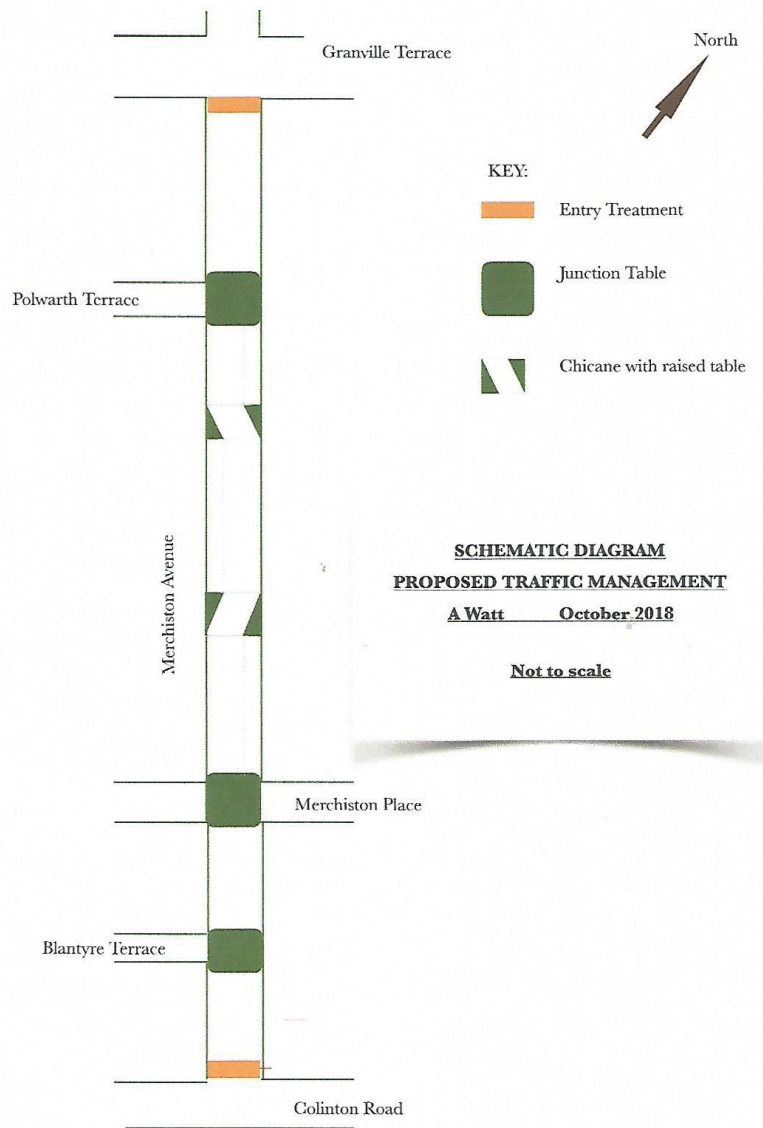 Granville Terrace
North
KEY:
Entry Treatment
Polwarth Terrace
Junction Table
Chicane with raised table
Merchiston Avenue
SCHEMATIC DIAGRAM
PROPOSED TRAFFIC MANAGEMENT
A Watt October 2018
Not to scale
Merchiston Place
Blantyre Terrace
Colinton Road